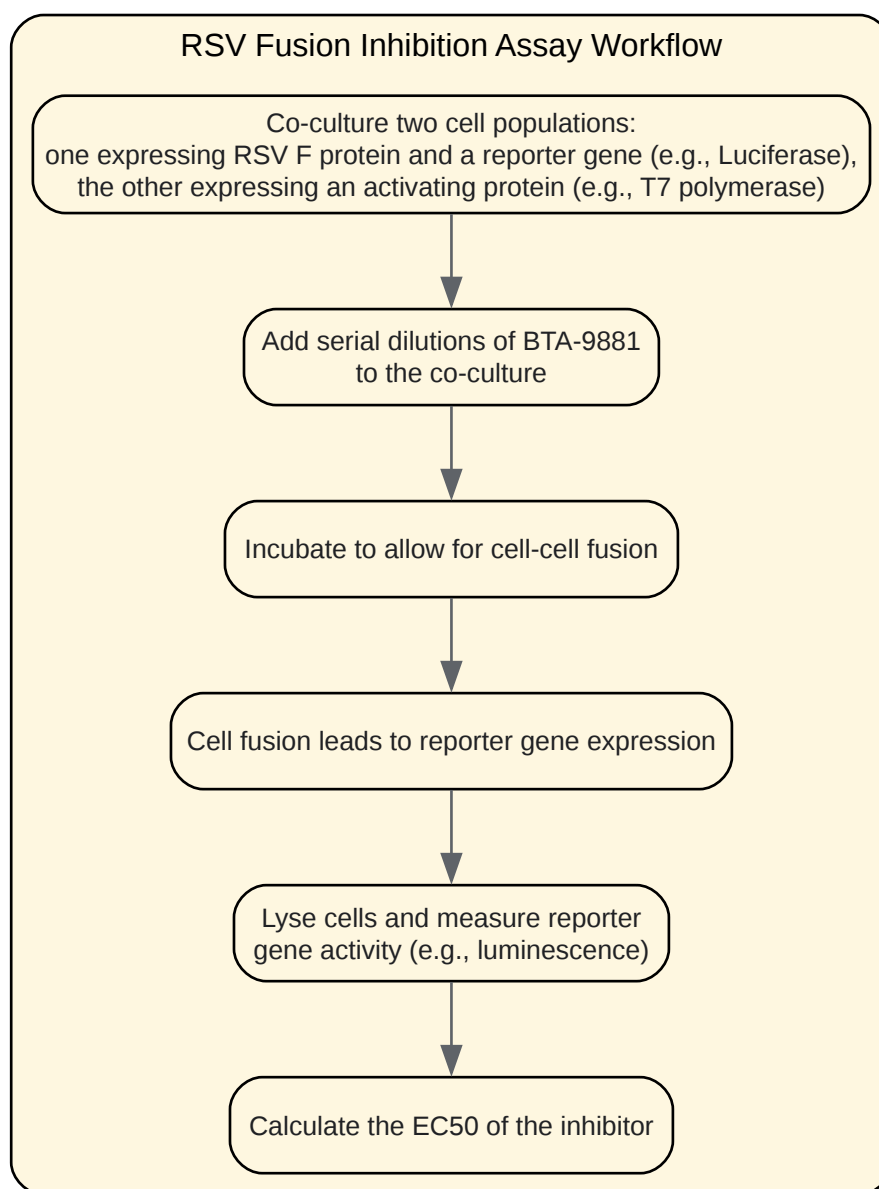 RSV Fusion Inhibition Assay Workflow
Co-culture two cell populations:
one expressing RSV F protein and a reporter gene (e.g., Luciferase),
the other expressing an activating protein (e.g., T7 polymerase)
Add serial dilutions of BTA-9881
to the co-culture
Incubate to allow for cell-cell fusion
Cell fusion leads to reporter gene expression
Lyse cells and measure reporter
gene activity (e.g., luminescence)
Calculate the EC50 of the inhibitor